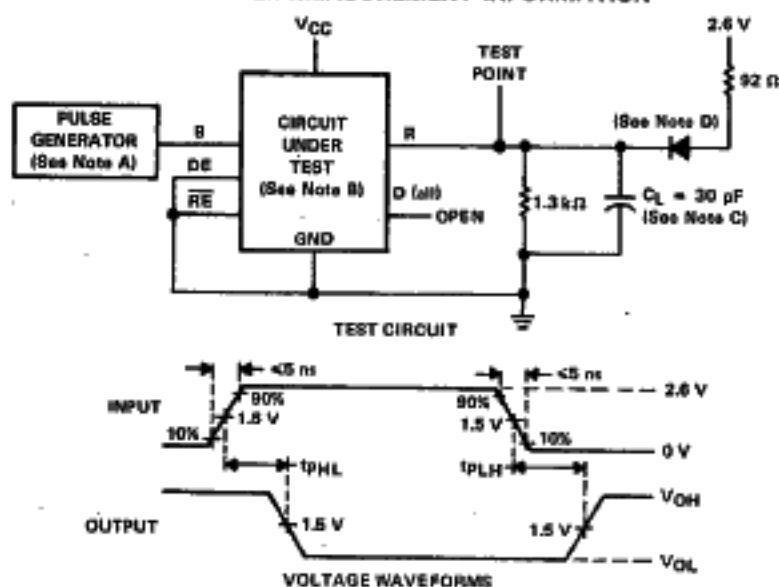 VCC
2.6 V
TEST
POINT
92 Ω
PULSE
GENERATOR
(See Note A)
B
DE
RE
CIRCUIT
UNDER
TEST
(See Note B)
GND
R
D (all)
OPEN
(See Note D)
1.3 kΩ
CL = 30 pF
(See Note C)
TEST CIRCUIT
≤5 ns
≤5 ns
INPUT
90%
90%
2.6 V
1.5 V
1.5 V
10%
10%
0 V
tPHL
tPLH
VOH
OUTPUT
1.5 V
1.5 V
VOL
VOLTAGE WAVEFORMS